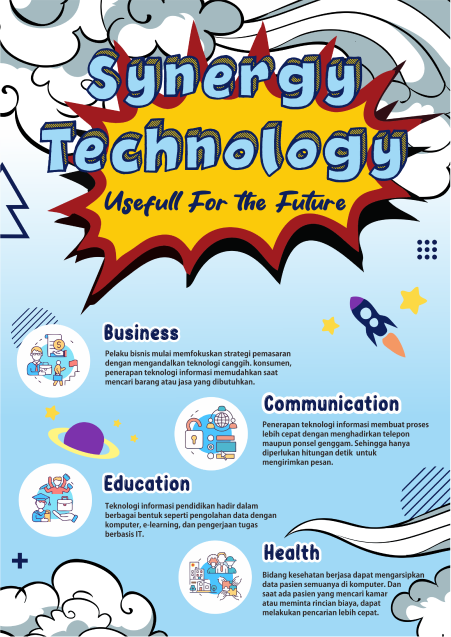 Synergy
Technology
Usefull For the Future
Business
Pelaku bisnis mulai memfokuskan strategi pemasaran
dengan mengandalkan teknologi canggih. konsumen,
penerapan teknologi informasi memudahkan saat
mencari barang atau jasa yang dibutuhkan.
Communication
Penerapan teknologi informasi membuat proses
lebih cepat dengan menghadirkan telepon
maupun ponsel genggam. Sehingga hanya
diperlukan hitungan detik untuk
mengirimkan pesan.
Education
Teknologi informasi pendidikan hadir dalam
berbagai bentuk seperti pengolahan data dengan
komputer, e-learning, dan pengerjaan tugas
berbasis IT.
Health
Bidang kesehatan berjasa dapat mengarsipkan
data pasien semuanya di komputer. Dan
saat ada pasien yang mencari kamar
atau meminta rincian biaya, dapat
melakukan pencarian lebih cepat.